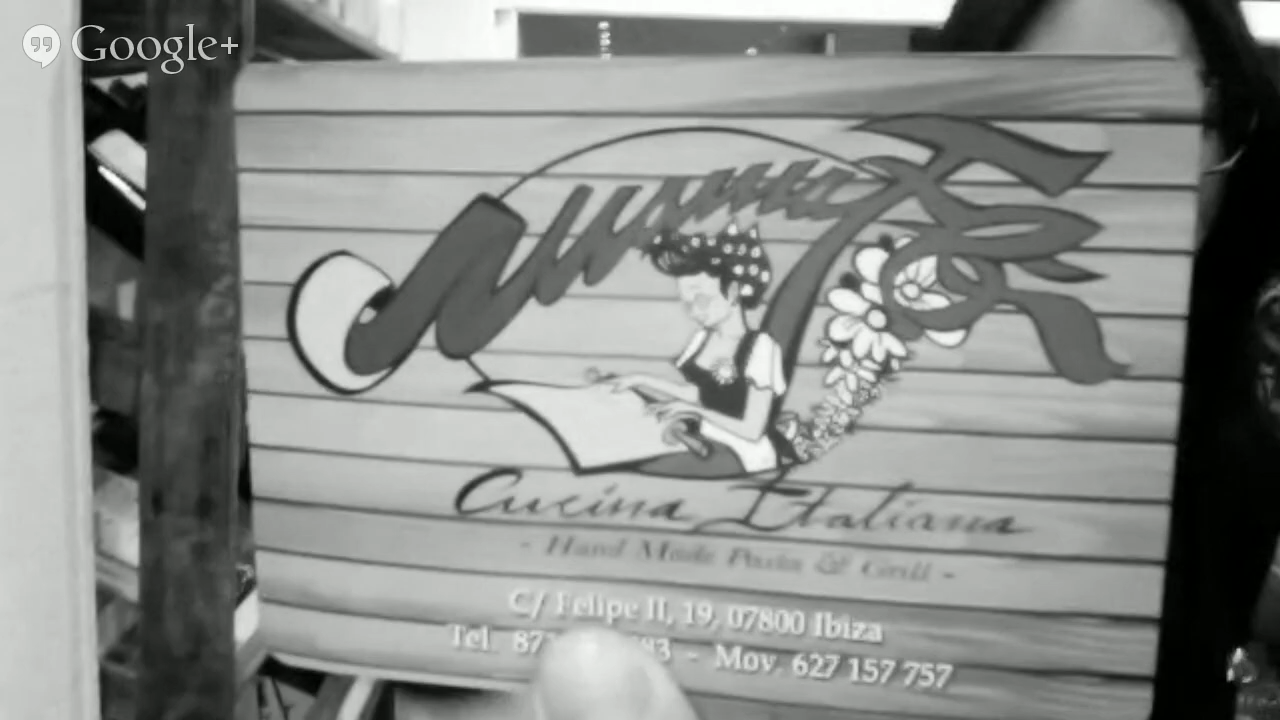 Google+
Cucina Italiana
- Hand Made Pasta & Grill -
C/ Felipe II, 19, 07800 Ibiza
Tel. - Mov. 627 157 757